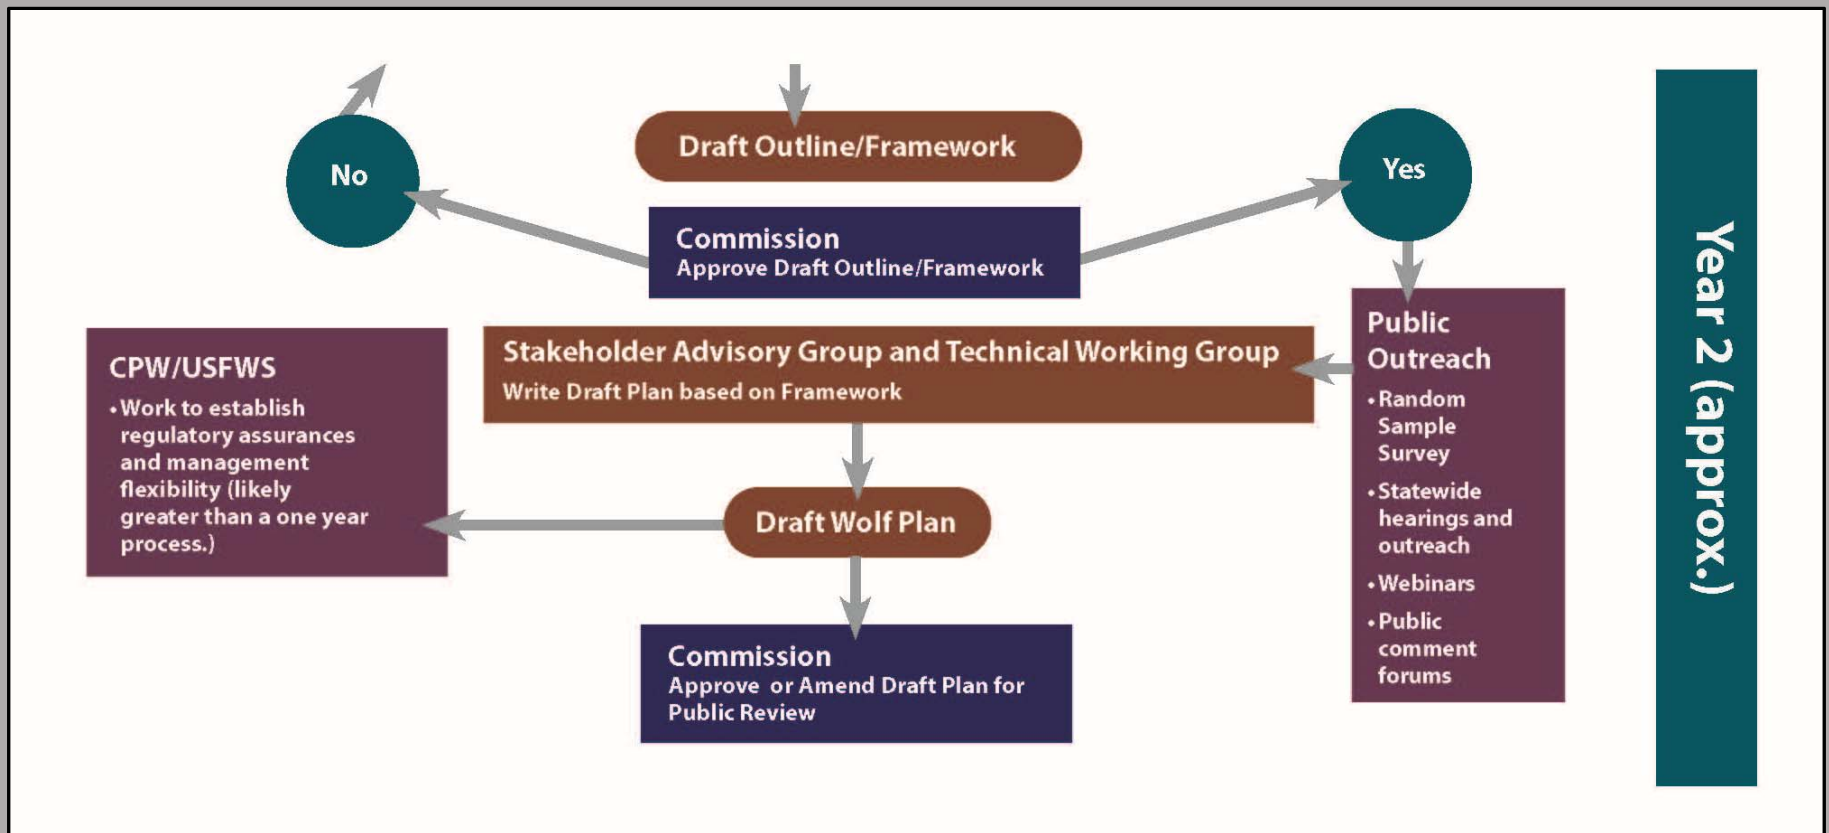 Draft Outline/Framework
No
Yes
Commission
Approve Draft Outline/Framework
Public
Outreach
• Random
Sample
Survey
• Statewide
hearings and
outreach
• Webinars
• Public
comment
forums
Stakeholder Advisory Group and Technical Working Group
Write Draft Plan based on Framework
CPW/USFWS
• Work to establish
regulatory assurances
and management
flexibility (likely
greater than a one year
process.)
Draft Wolf Plan
Commission
Approve or Amend Draft Plan for
Public Review
Year 2 (approx.)